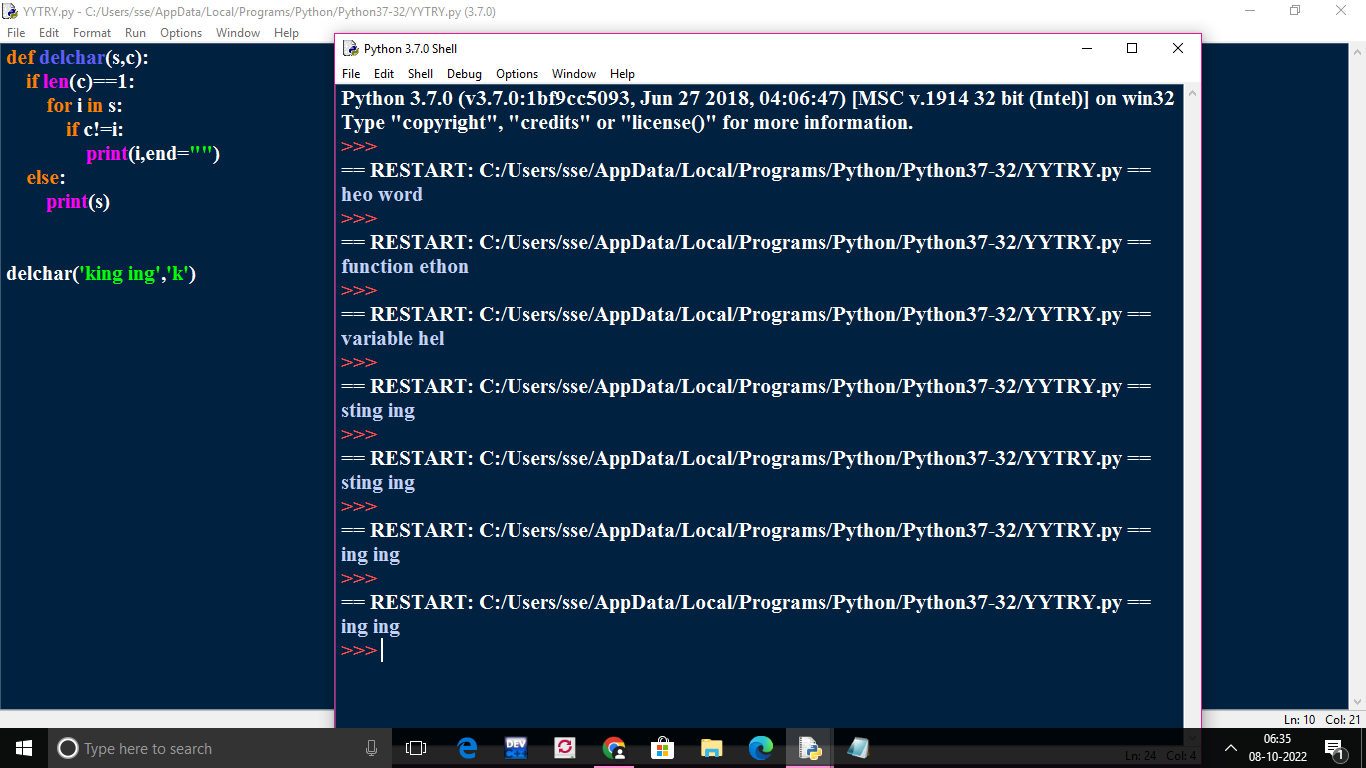 YYTRY.py - C:/Users/sse/AppData/Local/Programs/Python/Python37-32/YYTRY.py (3.7.0)
File Edit Format Run Options Window Help
def delchar(s,c):
    if len(c)==1:
        for i in s:
            if c!=i:
                print(i,end="")
    else:
        print(s)
delchar('king ing','k')
Ln: 10 Col: 21
Python 3.7.0 Shell
File Edit Shell Debug Options Window Help
Python 3.7.0 (v3.7.0:1bf9cc5093, Jun 27 2018, 04:06:47) [MSC v.1914 32 bit (Intel)] on win32
Type "copyright", "credits" or "license()" for more information.
>>>
== RESTART: C:/Users/sse/AppData/Local/Programs/Python/Python37-32/YYTRY.py ==
heo word
>>>
== RESTART: C:/Users/sse/AppData/Local/Programs/Python/Python37-32/YYTRY.py ==
function ethon
>>>
== RESTART: C:/Users/sse/AppData/Local/Programs/Python/Python37-32/YYTRY.py ==
variable hel
>>>
== RESTART: C:/Users/sse/AppData/Local/Programs/Python/Python37-32/YYTRY.py ==
sting ing
>>>
== RESTART: C:/Users/sse/AppData/Local/Programs/Python/Python37-32/YYTRY.py ==
sting ing
>>>
== RESTART: C:/Users/sse/AppData/Local/Programs/Python/Python37-32/YYTRY.py ==
ing ing
>>>
== RESTART: C:/Users/sse/AppData/Local/Programs/Python/Python37-32/YYTRY.py ==
ing ing
>>>
Ln: 24 Col: 4
Type here to search
DEV
06:35
08-10-2022
1